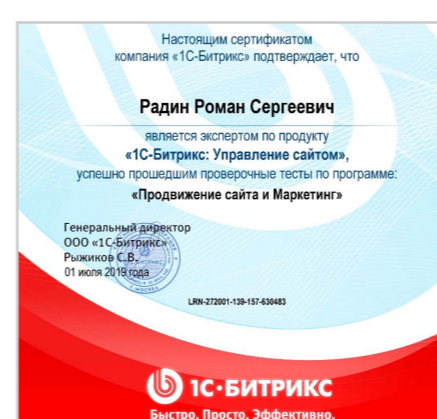 Настоящим сертификатом
компания «1С-Битрикс» подтверждает, что
Радин Роман Сергеевич
является экспертом по продукту
«1С-Битрикс: Управление сайтом»,
успешно прошедшим проверочные тесты по программе:
«Продвижение сайта и Маркетинг»
Генеральный директор
ООО «1С-Битрикс»
Рыжиков С.В.
01 июля 2019 года
LRN-272001-139-157-630483
1С·БИТРИКС
Быстро. Просто. Эффективно.